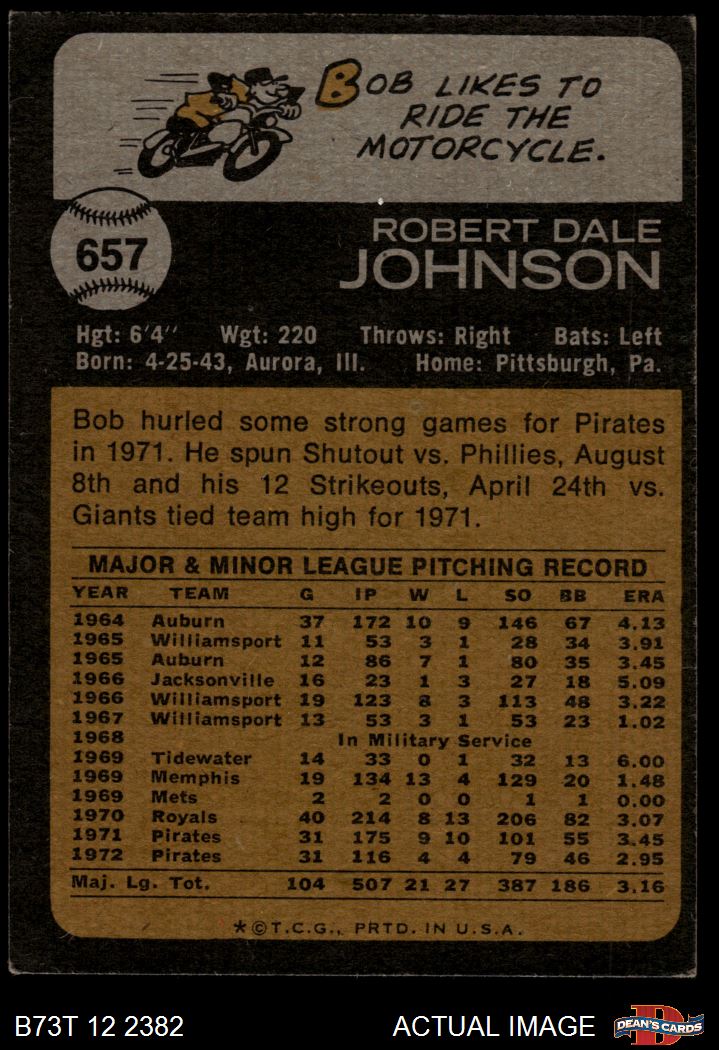 BOB LIKES TO
RIDE THE
MOTORCYCLE.
657
ROBERT DALE
JOHNSON
Hgt: 6'4" Wgt: 220 Throws: Right Bats: Left
Born: 4-25-43, Aurora, Ill. Home: Pittsburgh, Pa.
Bob hurled some strong games for Pirates
in 1971. He spun Shutout vs. Phillies, August
8th and his 12 Strikeouts, April 24th vs.
Giants tied team high for 1971.
MAJOR & MINOR LEAGUE PITCHING RECORD
YEAR TEAM G IP W L SO BB ERA
1964 Auburn 37 172 10 9 146 67 4.13
1965 Williamsport 11 53 3 1 28 34 3.91
1965 Auburn 12 86 7 1 80 35 3.45
1966 Jacksonville 16 23 1 3 27 18 5.09
1966 Williamsport 19 123 8 3 113 48 3.22
1967 Williamsport 13 53 3 1 53 23 1.02
1968 In Military Service
1969 Tidewater 14 33 0 1 32 13 6.00
1969 Memphis 19 134 13 4 129 20 1.48
1969 Mets 2 2 0 0 1 1 0.00
1970 Royals 40 214 8 13 206 82 3.07
1971 Pirates 31 175 9 10 101 55 3.45
1972 Pirates 31 116 4 4 79 46 2.95
Maj. Lg. Tot. 104 507 21 27 387 186 3.16
*©T.C.G., PRTD. IN U.S.A.
B73T 12 2382 ACTUAL IMAGE DEAN'S CARDS